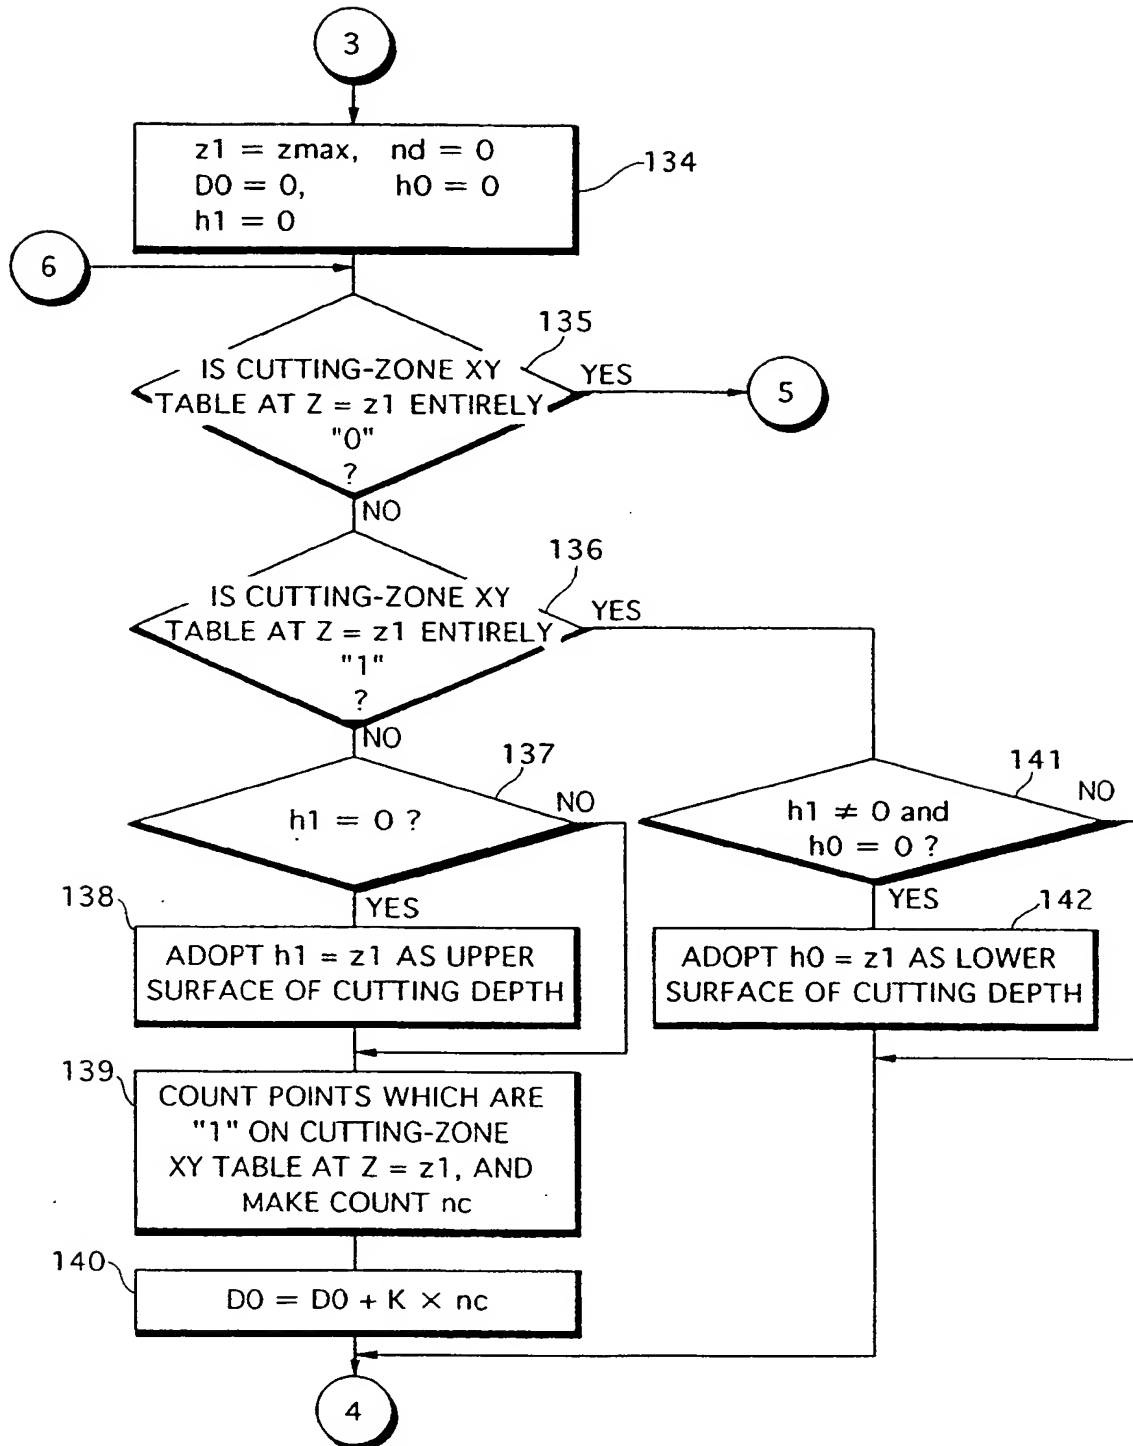 3
z1 = zmax, nd = 0
D0 = 0, h0 = 0
h1 = 0
134
6
135
IS CUTTING-ZONE XY
TABLE AT Z = z1 ENTIRELY
"0"
?
YES
5
NO
136
IS CUTTING-ZONE XY
TABLE AT Z = z1 ENTIRELY
"1"
?
YES
NO
137
h1 = 0 ?
NO
141
h1 ≠ 0 and
h0 = 0 ?
NO
YES
YES
138
ADOPT h1 = z1 AS UPPER
SURFACE OF CUTTING DEPTH
142
ADOPT h0 = z1 AS LOWER
SURFACE OF CUTTING DEPTH
139
COUNT POINTS WHICH ARE
"1" ON CUTTING-ZONE
XY TABLE AT Z = z1, AND
MAKE COUNT nc
140
D0 = D0 + K × nc
4